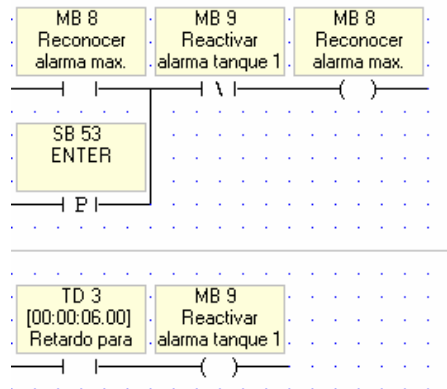 MB 8 MB 9 MB 8
Reconocer Reactivar Reconocer
alarma max. alarma tanque 1 alarma max.
SB 53
ENTER
P
TD 3 MB 9
[00:00:06.00] Reactivar
Retardo para alarma tanque 1